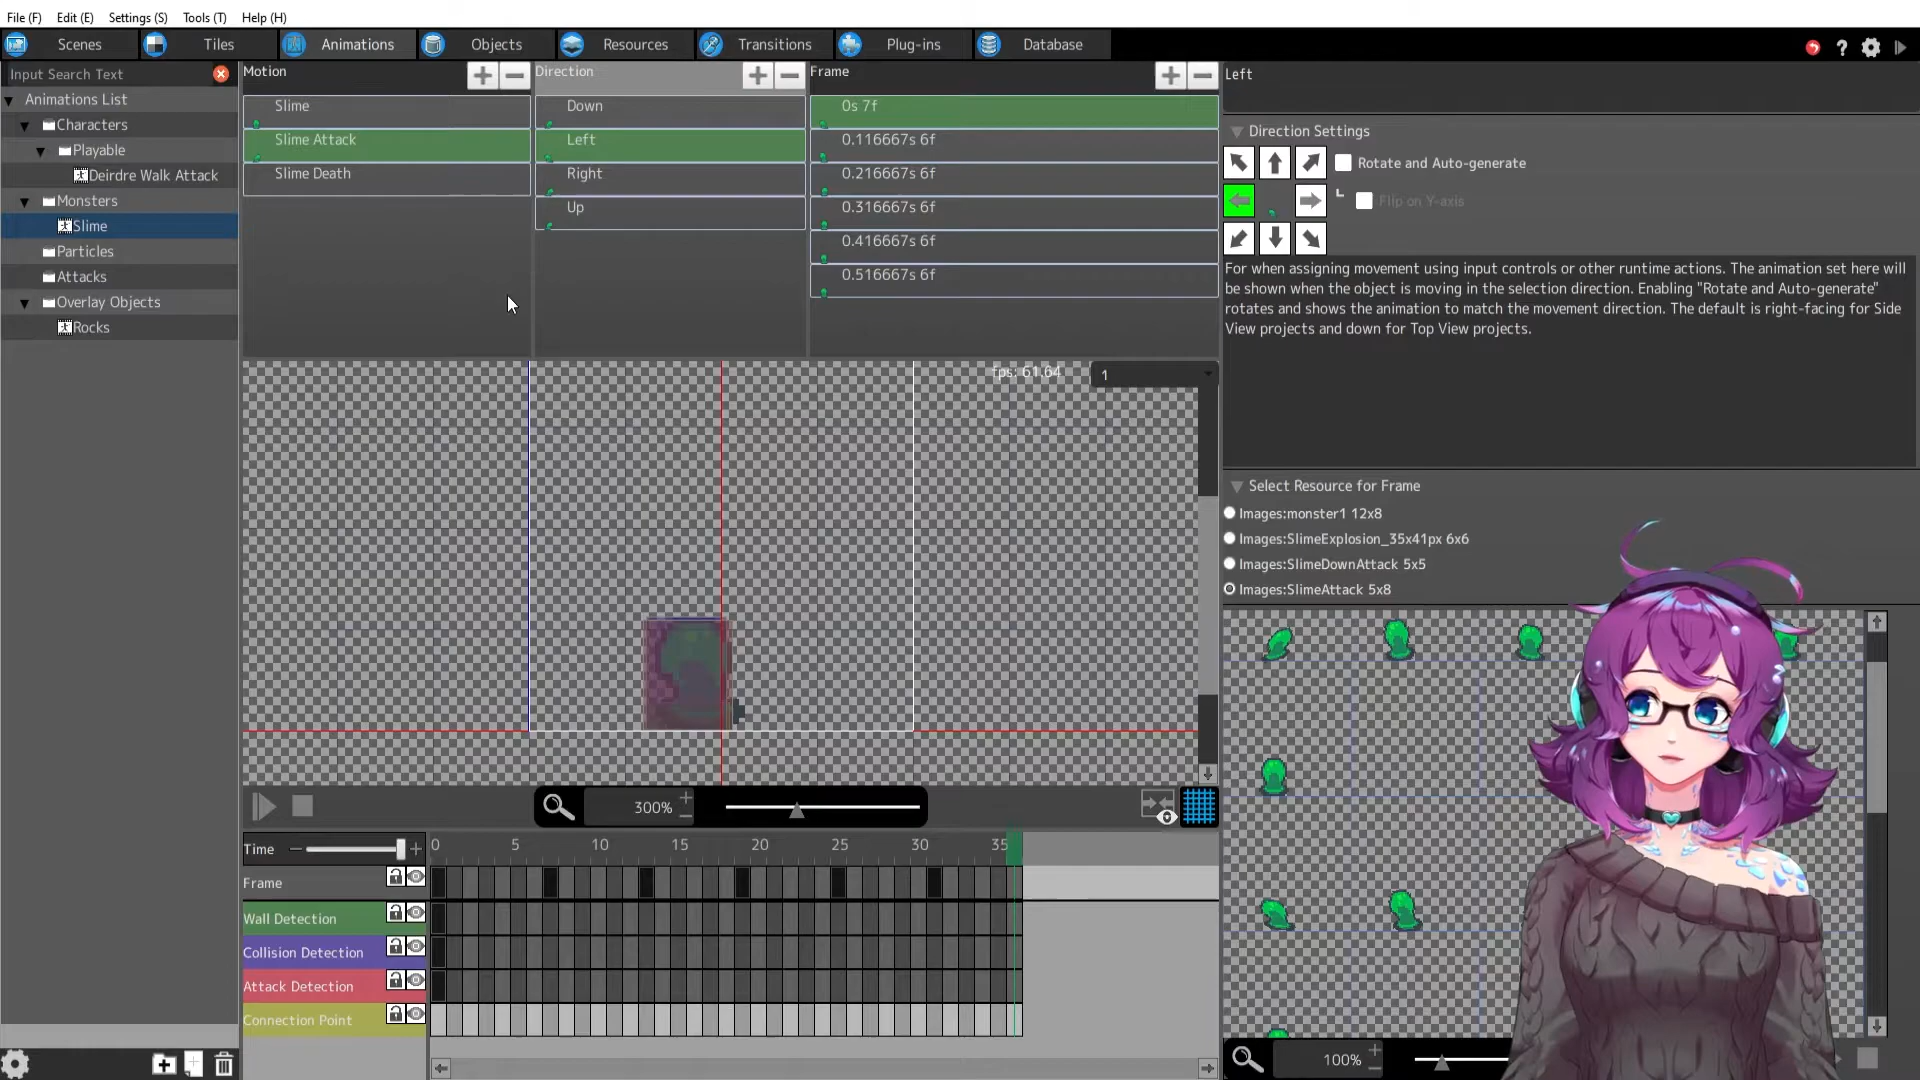 File (F) Edit (E) Settings (S) Tools (T) Help (H)
Scenes Tiles Animations Objects Resources Transitions Plug-ins Database
Input Search Text
Animations List
Characters
Playable
Deirdre Walk Attack
Monsters
Slime
Particles
Attacks
Overlay Objects
Rocks
Motion
Slime
Slime Attack
Slime Death
Direction
Down
Left
Right
Up
Frame
0s 7f
0.116667s 6f
0.216667s 6f
0.316667s 6f
0.416667s 6f
0.516667s 6f
fps: 61.64
1
300%
Time
0 5 10 15 20 25 30 35
Frame
Wall Detection
Collision Detection
Attack Detection
Connection Point
Left
Direction Settings
Rotate and Auto-generate
Flip on Y-axis
For when assigning movement using input controls or other runtime actions. The animation set here will
be shown when the object is moving in the selection direction. Enabling "Rotate and Auto-generate"
rotates and shows the animation to match the movement direction. The default is right-facing for Side
View projects and down for Top View projects.
Select Resource for Frame
Images:monster1 12x8
Images:SlimeExplosion_35x41px 6x6
Images:SlimeDownAttack 5x5
Images:SlimeAttack 5x8
100%